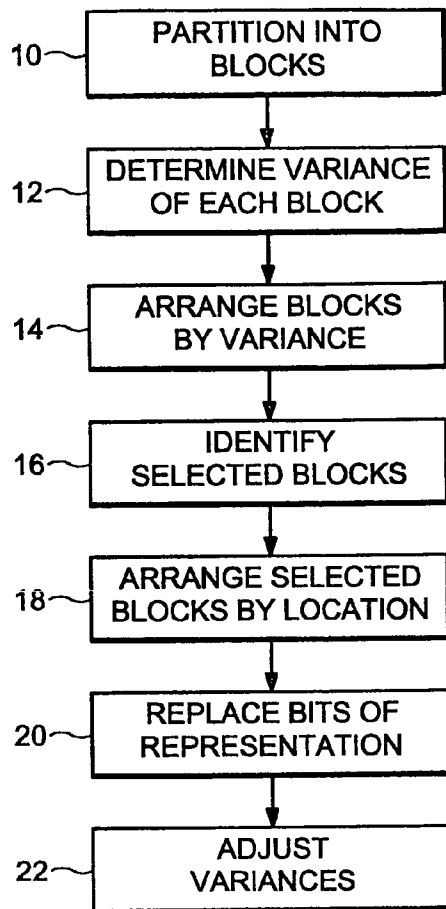 10
PARTITION INTO
BLOCKS
12
DETERMINE VARIANCE
OF EACH BLOCK
14
ARRANGE BLOCKS
BY VARIANCE
16
IDENTIFY
SELECTED BLOCKS
18
ARRANGE SELECTED
BLOCKS BY LOCATION
20
REPLACE BITS OF
REPRESENTATION
22
ADJUST
VARIANCES